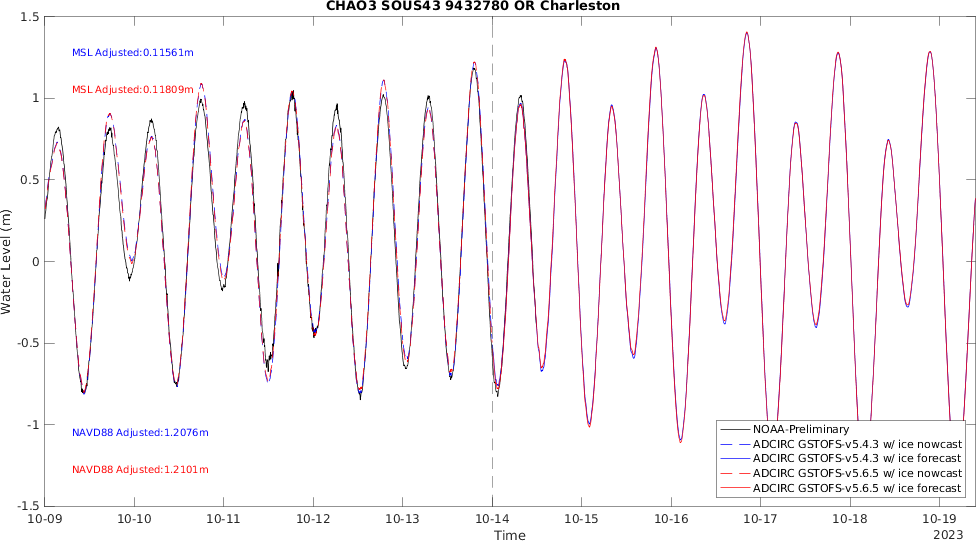 CHAO3 SOUS43 9432780 OR Charleston
1.5
1
0.5
0
-0.5
-1
-1.5
Water Level (m)
MSL Adjusted:0.11561m
MSL Adjusted:0.11809m
NAVD88 Adjusted:1.2076m
NAVD88 Adjusted:1.2101m
NOAA-Preliminary
ADCIRC GSTOFS-v5.4.3 w/ ice nowcast
ADCIRC GSTOFS-v5.4.3 w/ ice forecast
ADCIRC GSTOFS-v5.6.5 w/ ice nowcast
ADCIRC GSTOFS-v5.6.5 w/ ice forecast
10-09 10-10 10-11 10-12 10-13 10-14 10-15 10-16 10-17 10-18 10-19
Time
2023